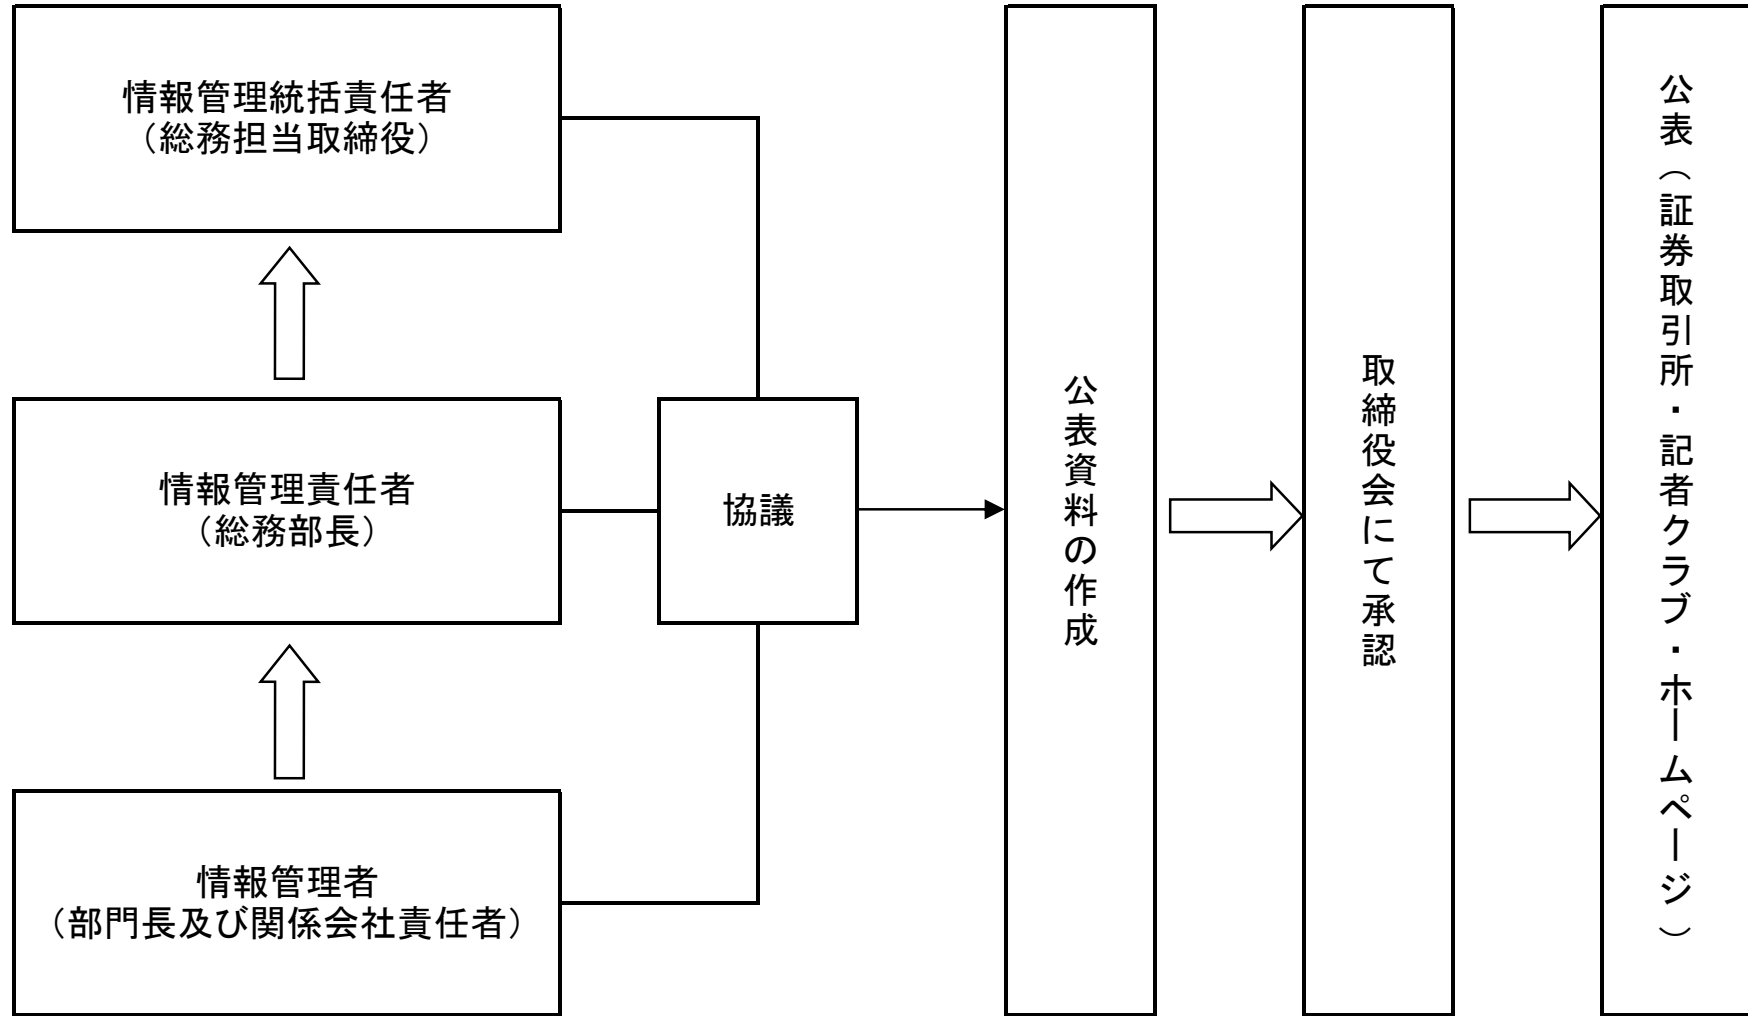 情報管理統括責任者
（総務担当取締役）
情報管理責任者
（総務部長）
情報管理者
（部門長及び関係会社責任者）
協議
公表資料の作成
取締役会にて承認
公表（証券取引所・記者クラブ・ホームページ）